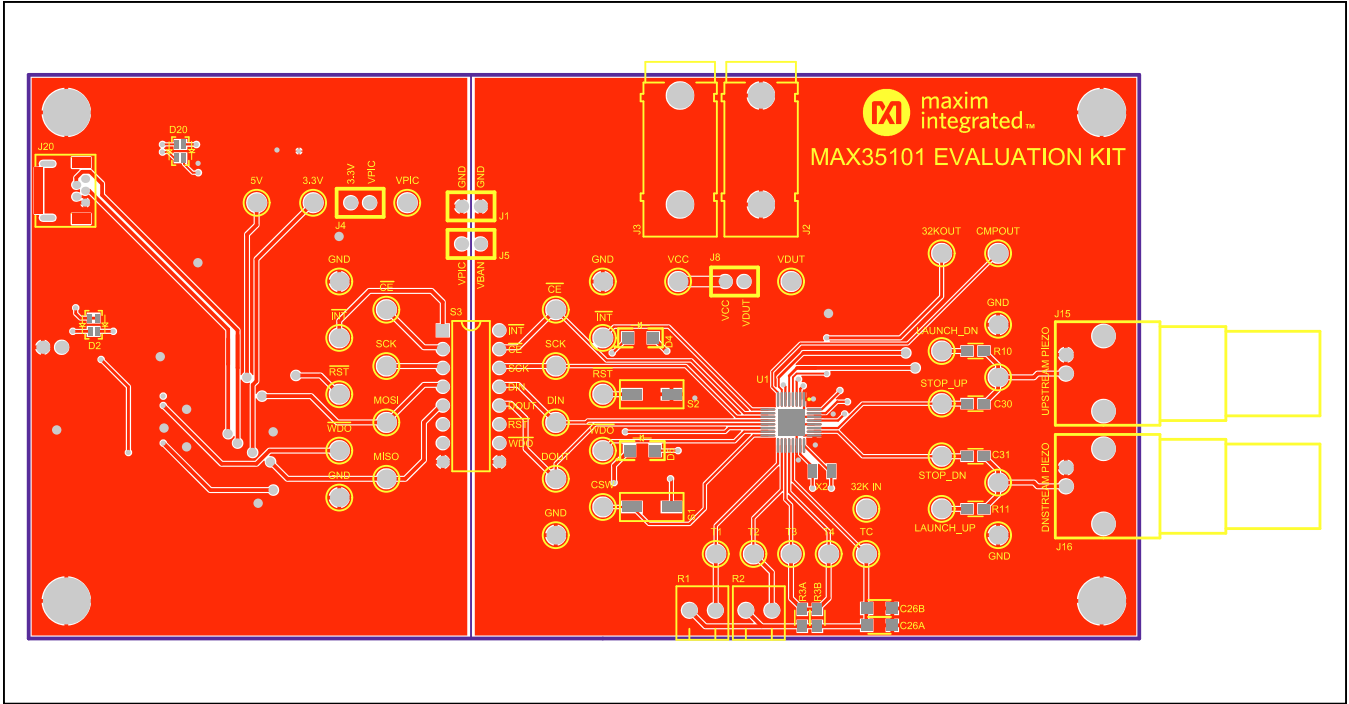 maxim
integrated™
MAX35101 EVALUATION KIT
D20
J20
5V
3.3V
3.3V
VPIC
VPIC
J4
GND
GND
J1
J5
VPIC
VBAN
J3
J2
GND
VCC
J8
VDUT
VCC
VDUT
32KOUT
CMPOUT
GND
CE
INT
SCK
RST
MOSI
WDO
MISO
GND
D2
S3
INT
CE
SCK
DIN
DOUT
RST
WDO
CE
INT
SCK
RST
DIN
WDO
DOUT
CSW
GND
D4
S2
S1
U1
X2
32K IN
GND
LAUNCH_DN
R10
STOP_UP
C30
C31
STOP_DN
R11
LAUNCH_UP
GND
J15
UPSTREAM PIEZO
DNSTREAM PIEZO
J16
T1
T2
T3
T4
TC
R1
R2
R3A
R3B
C26B
C26A